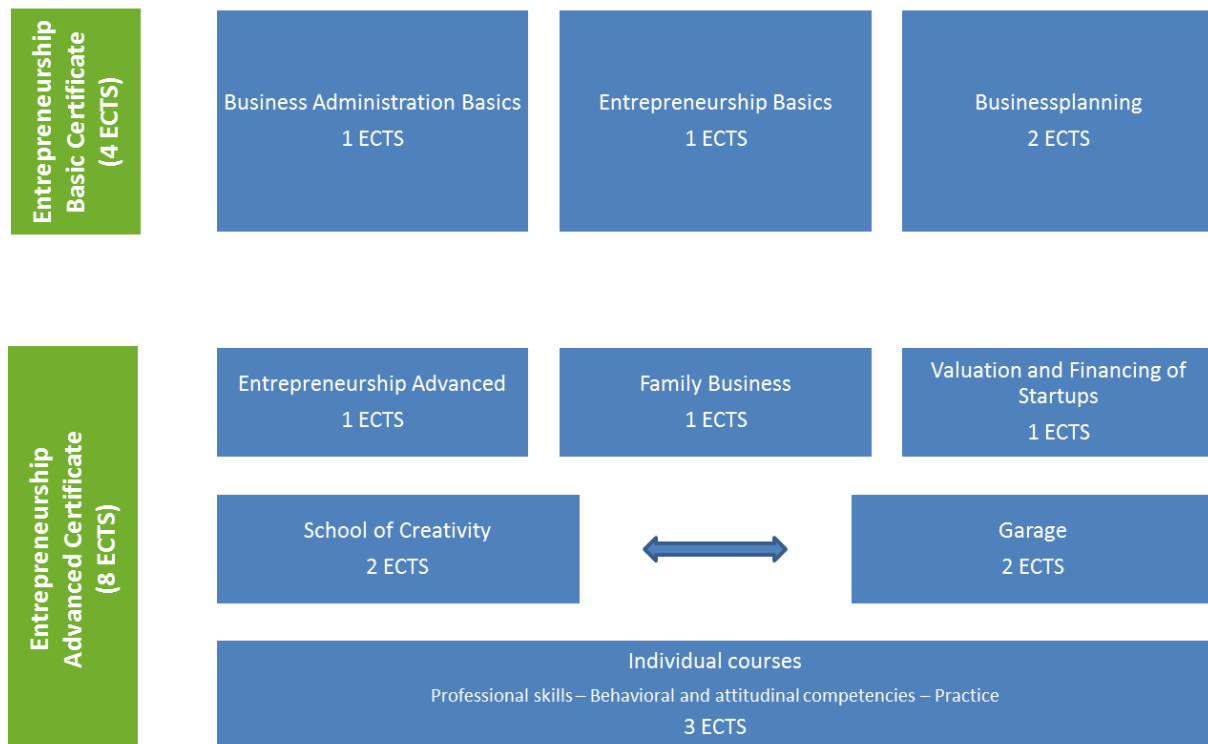 Entrepreneurship
Basic Certificate
(4 ECTS)
Business Administration Basics
1 ECTS
Entrepreneurship Basics
1 ECTS
Businessplanning
2 ECTS
Entrepreneurship
Advanced Certificate
(8 ECTS)
Entrepreneurship Advanced
1 ECTS
Family Business
1 ECTS
Valuation and Financing of
Startups
1 ECTS
School of Creativity
2 ECTS
Garage
2 ECTS
Individual courses
Professional skills – Behavioral and attitudinal competencies – Practice
3 ECTS